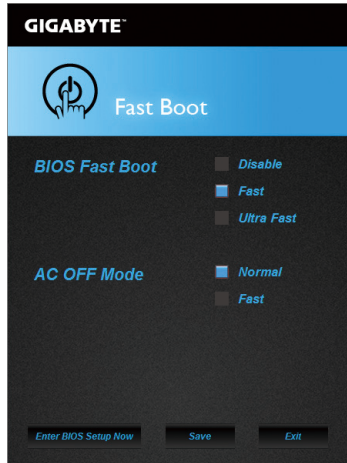 GIGABYTE™
Fast Boot
BIOS Fast Boot
Disable
Fast
Ultra Fast
AC OFF Mode
Normal
Fast
Enter BIOS Setup Now
Save
Exit